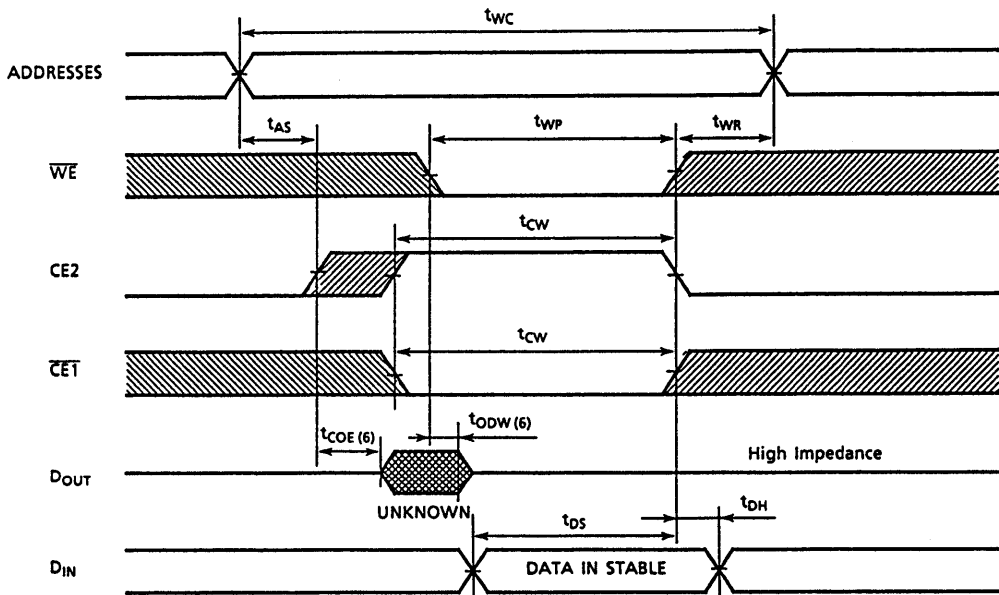 tWC
ADDRESSES
tAS
tWP
tWR
WE
tCW
CE2
tCW
CE1
tCOE (6)
tODW (6)
High Impedance
DOUT
UNKNOWN
tDS
tDH
DIN
DATA IN STABLE